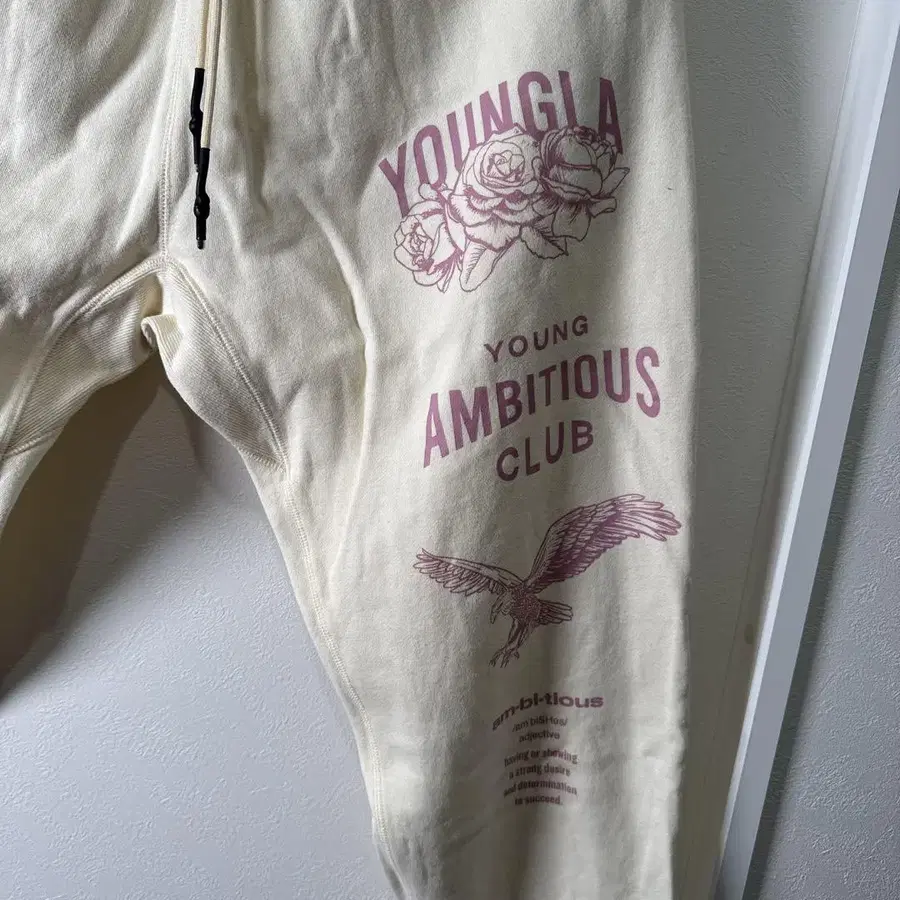 YOUNGLA
YOUNG
AMBITIOUS
CLUB
am·bi·tious
adjective
having or showing
a strong desire
and determination
to succeed.